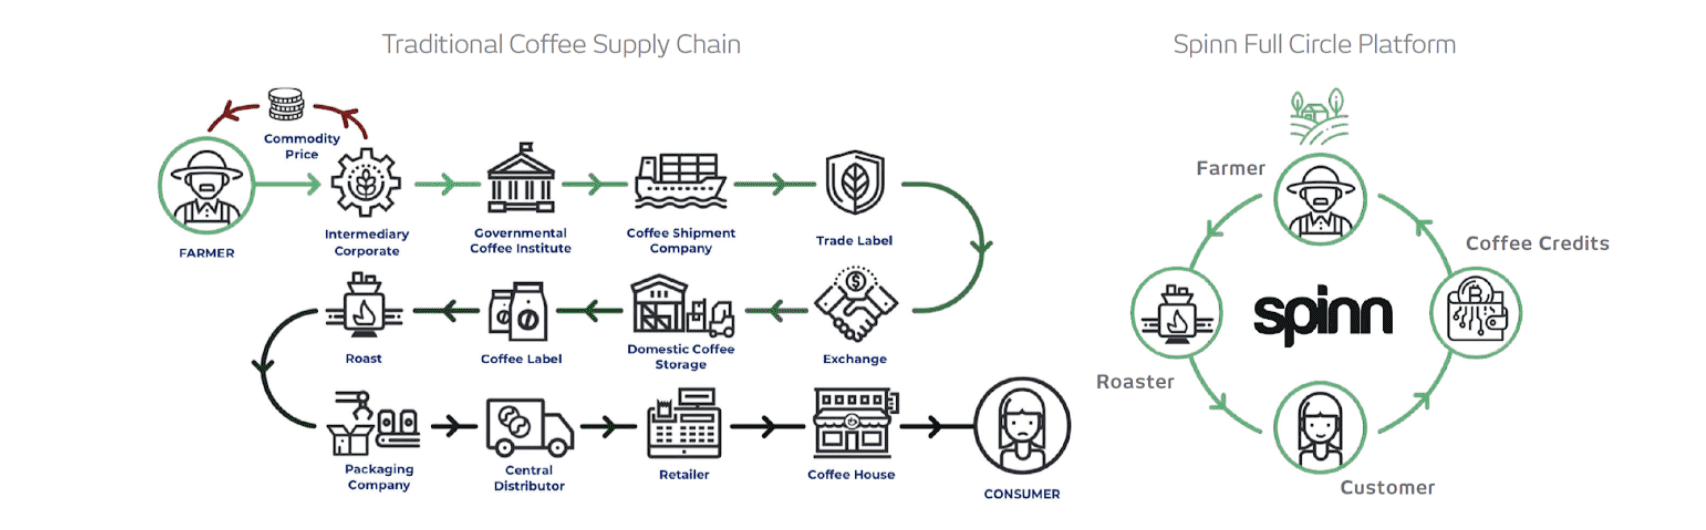 Traditional Coffee Supply Chain
Spinn Full Circle Platform
Commodity
Price
FARMER
Intermediary
Corporate
Governmental
Coffee Institute
Coffee Shipment
Company
Trade Label
Roast
Coffee Label
Domestic Coffee
Storage
Exchange
Packaging
Company
Central
Distributor
Retailer
Coffee House
CONSUMER
Farmer
Coffee Credits
spinn
Roaster
Customer